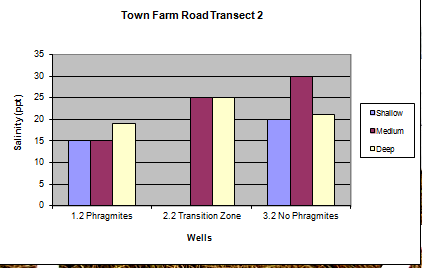 Town Farm Road Transect 2
Salinity (ppt)
35
30
25
20
15
10
5
0
1.2 Phragmites 2.2 Transition Zone 3.2 No Phragmites
Wells
Shallow
Medium
Deep